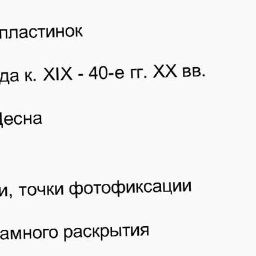 пластинок
да к. XIX - 40-е гг. XX вв.
Десна
и, точки фотофиксации
амного раскрытия